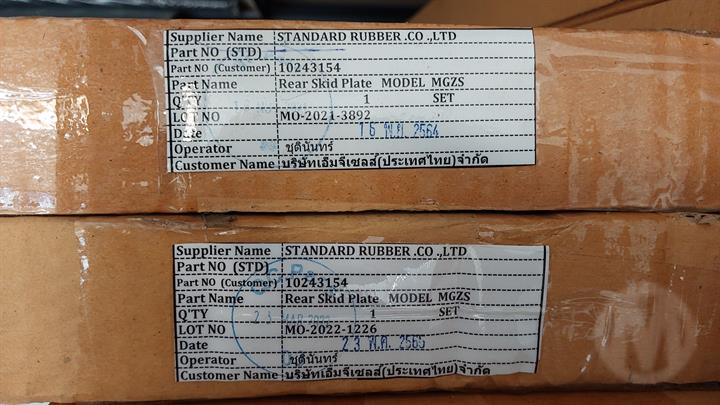 Supplier Name STANDARD RUBBER .CO .,LTD
Part NO (STD)
Part NO (Customer) 10243154
Part Name Rear Skid Plate MODEL MGZS
Q'TY 1 SET
LOT NO MO-2021-3892
Date 16 พ.ค. 2564
Operator ชุตินันทร์
Customer Name บริษัทเอ็มจีเซลส์(ประเทศไทย)จำกัด
Supplier Name STANDARD RUBBER .CO .,LTD
Part NO (STD)
Part NO (Customer) 10243154
Part Name Rear Skid Plate MODEL MGZS
Q'TY 1 SET
LOT NO MO-2022-1226
Date 23 พ.ค. 2565
Operator ชุตินันทร์
Customer Name บริษัทเอ็มจีเซลส์(ประเทศไทย)จำกัด